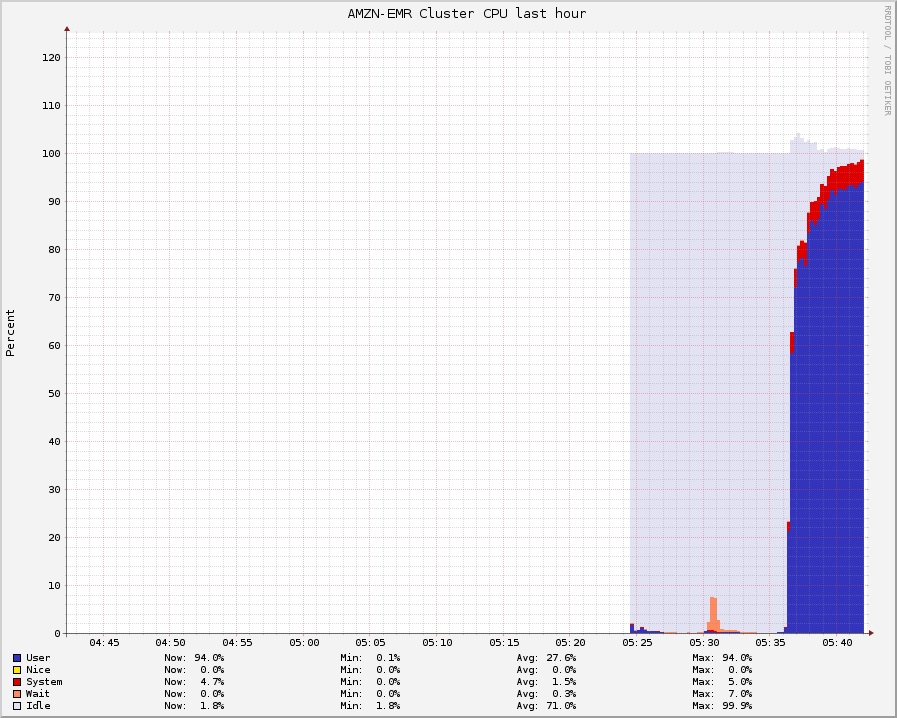 AMZN-EMR Cluster CPU last hour
RRDTOOL / TOBI OETIKER
Percent
120
110
100
90
80
70
60
50
40
30
20
10
0
04:45 04:50 04:55 05:00 05:05 05:10 05:15 05:20 05:25 05:30 05:35 05:40
User Now: 94.0% Min: 0.1% Avg: 27.6% Max: 94.0%
Nice Now: 0.0% Min: 0.0% Avg: 0.0% Max: 0.0%
System Now: 4.7% Min: 0.0% Avg: 1.5% Max: 5.0%
Wait Now: 0.0% Min: 0.0% Avg: 0.3% Max: 7.0%
Idle Now: 1.8% Min: 1.8% Avg: 71.0% Max: 99.9%